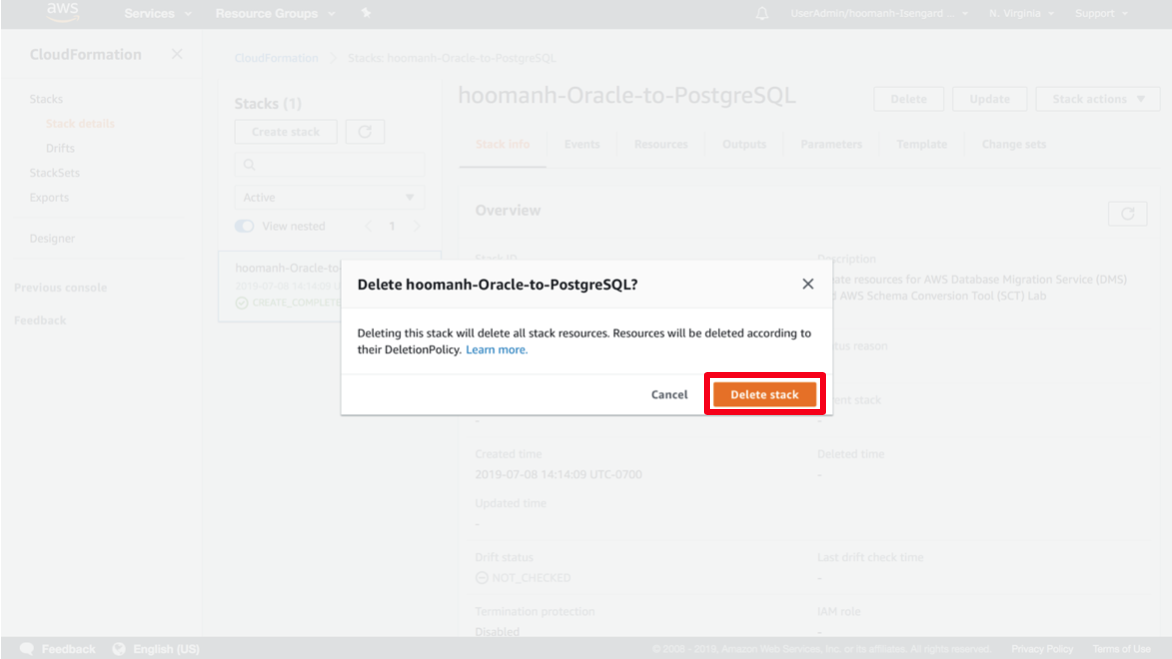 aws
Services
Resource Groups
UserAdmin/hoomanh-Isengard...
N. Virginia
Support
CloudFormation
Stacks
Stack details
Drifts
StackSets
Exports
Designer
Previous console
Feedback
CloudFormation > Stacks: hoomanh-Oracle-to-PostgreSQL
Stacks (1)
Create stack
Active
View nested
1
hoomanh-Oracle-to-
2019-07-08 14:14:09
CREATE_COMPLETE
hoomanh-Oracle-to-PostgreSQL
Delete
Update
Stack actions
Stack info
Events
Resources
Outputs
Parameters
Template
Change sets
Overview
Stack ID
Description
ate resources for AWS Database Migration Service (DMS)
AWS Schema Conversion Tool (SCT) Lab
tus reason
ent stack
-
-
Created time
2019-07-08 14:14:09 UTC-0700
Deleted time
-
Updated time
-
Drift status
NOT_CHECKED
Last drift check time
-
Termination protection
Disabled
IAM role
-
Delete hoomanh-Oracle-to-PostgreSQL?
Deleting this stack will delete all stack resources. Resources will be deleted according to
their DeletionPolicy. Learn more.
Cancel
Delete stack
Feedback
English (US)
© 2008 - 2019, Amazon Web Services, Inc. or its affiliates. All rights reserved.
Privacy Policy
Terms of Use